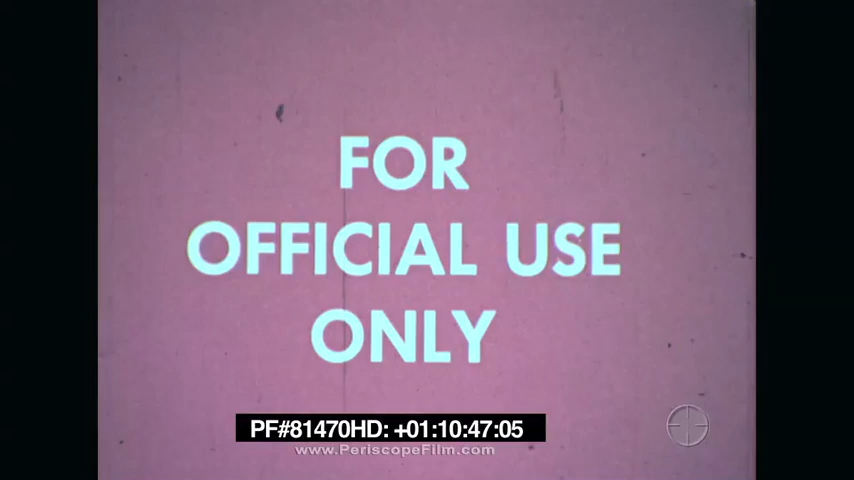 FOR
OFFICIAL USE
ONLY
PF#81470HD: +01:10:47:05
www.PeriscopeFilm.com